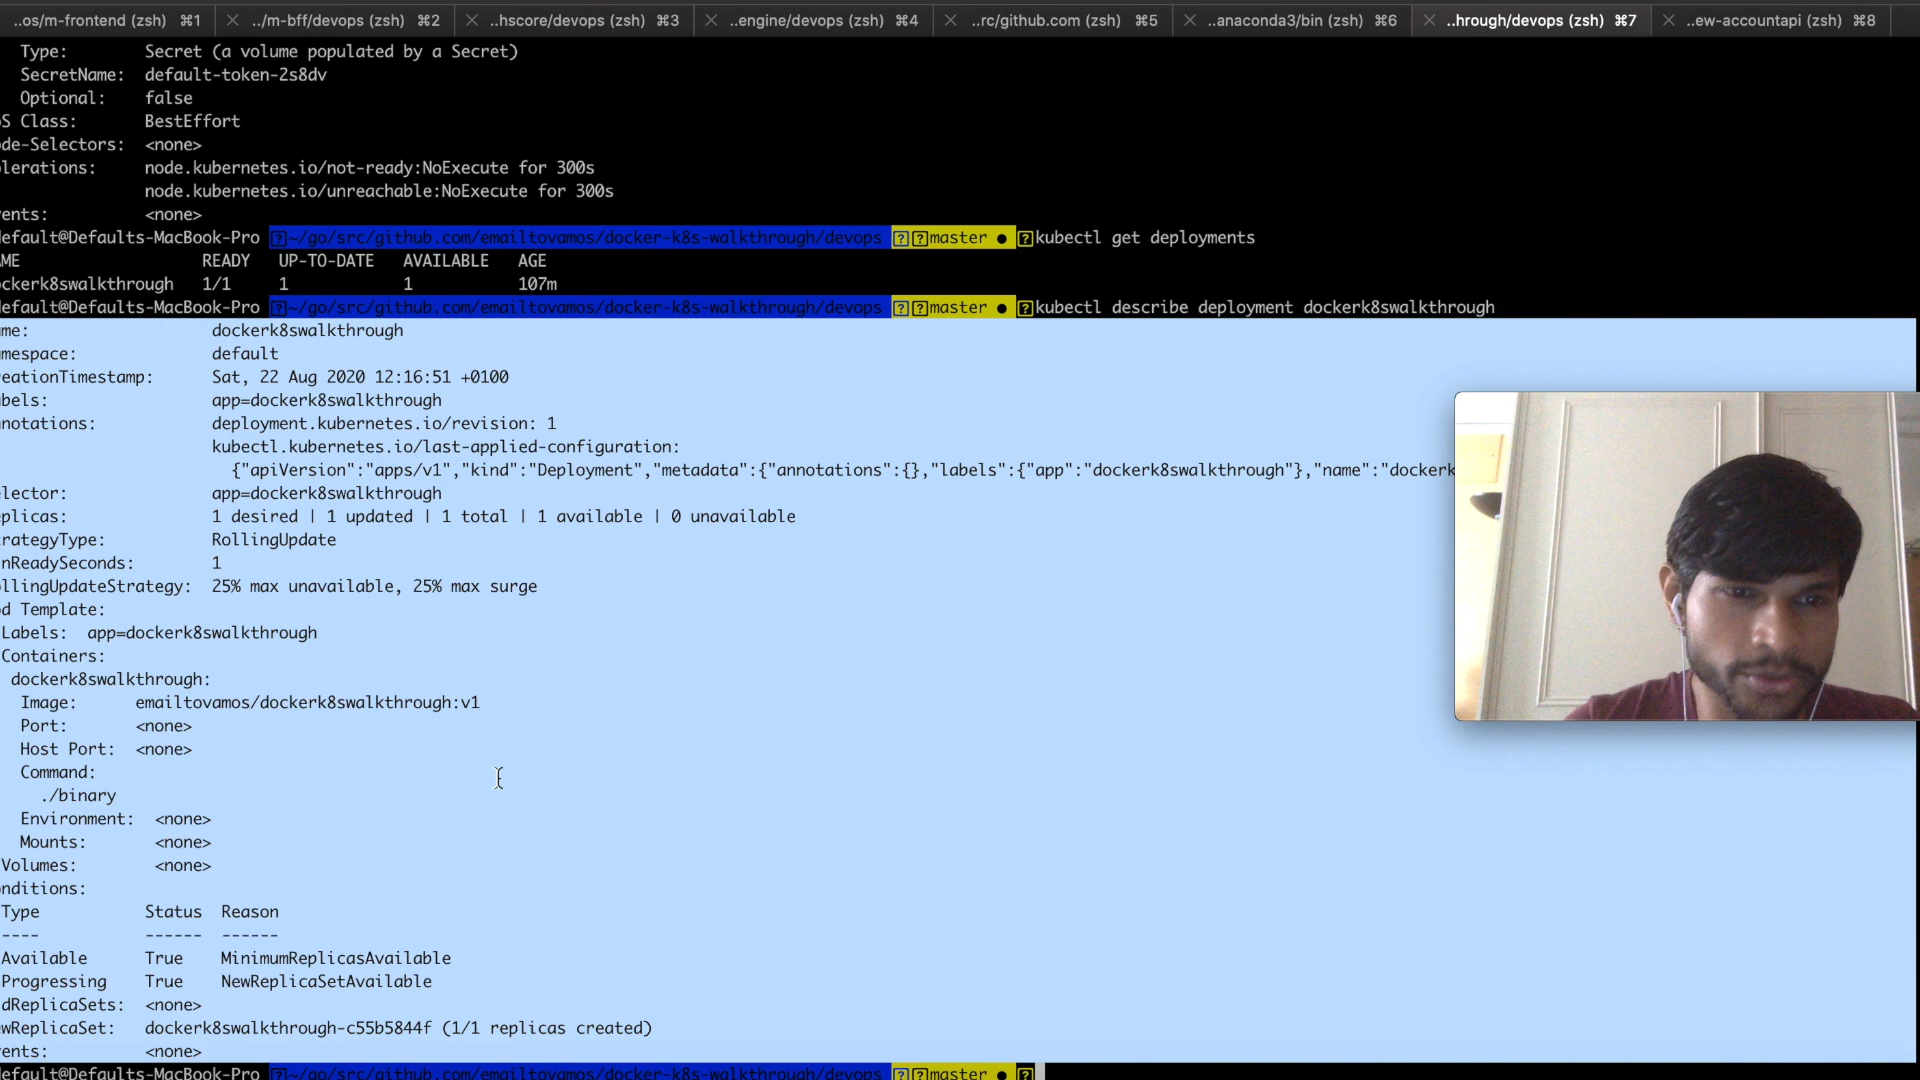 ..os/m-frontend (zsh) ⌘1 ../m-bff/devops (zsh) ⌘2 ..hscore/devops (zsh) ⌘3 ..engine/devops (zsh) ⌘4 ..rc/github.com (zsh) ⌘5 ..anaconda3/bin (zsh) ⌘6 ..hrough/devops (zsh) ⌘7 ..ew-accountapi (zsh) ⌘8
Type: Secret (a volume populated by a Secret)
SecretName: default-token-2s8dv
Optional: false
S Class: BestEffort
de-Selectors: <none>
lerations: node.kubernetes.io/not-ready:NoExecute for 300s
node.kubernetes.io/unreachable:NoExecute for 300s
ents: <none>
efault@Defaults-MacBook-Pro ~/go/src/github.com/emailtovamos/docker-k8s-walkthrough/devops master ● kubectl get deployments
ME READY UP-TO-DATE AVAILABLE AGE
ckerk8swalkthrough 1/1 1 1 107m
efault@Defaults-MacBook-Pro ~/go/src/github.com/emailtovamos/docker-k8s-walkthrough/devops master ● kubectl describe deployment dockerk8swalkthrough
me: dockerk8swalkthrough
mespace: default
eationTimestamp: Sat, 22 Aug 2020 12:16:51 +0100
bels: app=dockerk8swalkthrough
notations: deployment.kubernetes.io/revision: 1
kubectl.kubernetes.io/last-applied-configuration:
{"apiVersion":"apps/v1","kind":"Deployment","metadata":{"annotations":{},"labels":{"app":"dockerk8swalkthrough"},"name":"dockerk
lector: app=dockerk8swalkthrough
plicas: 1 desired | 1 updated | 1 total | 1 available | 0 unavailable
rategyType: RollingUpdate
nReadySeconds: 1
llingUpdateStrategy: 25% max unavailable, 25% max surge
d Template:
Labels: app=dockerk8swalkthrough
Containers:
dockerk8swalkthrough:
Image: emailtovamos/dockerk8swalkthrough:v1
Port: <none>
Host Port: <none>
Command:
./binary
Environment: <none>
Mounts: <none>
Volumes: <none>
nditions:
Type Status Reason
---- ------ ------
Available True MinimumReplicasAvailable
Progressing True NewReplicaSetAvailable
dReplicaSets: <none>
wReplicaSet: dockerk8swalkthrough-c55b5844f (1/1 replicas created)
ents: <none>
efault@Defaults-MacBook-Pro ~/go/src/github.com/emailtovamos/docker-k8s-walkthrough/devops master ●